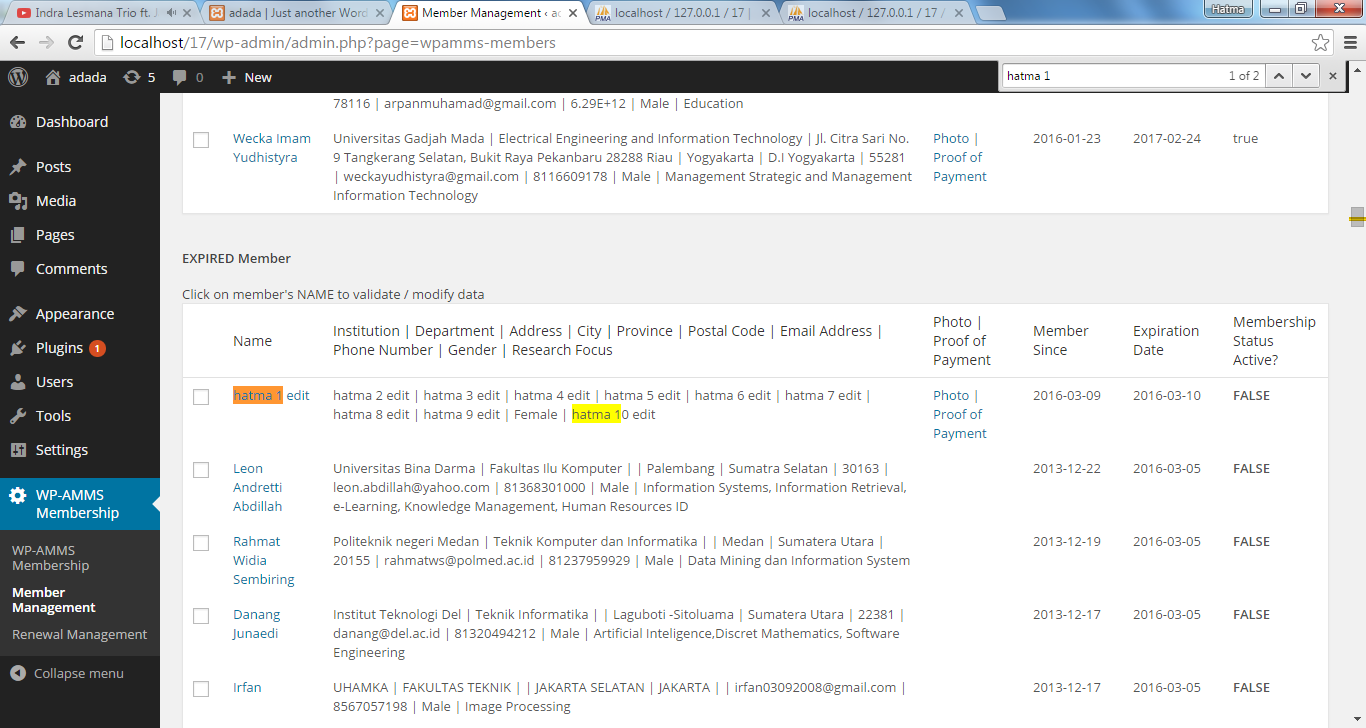 Indra Lesmana Trio ft. J
adada | Just another Word
Member Management ‹ ad
localhost / 127.0.0.1 / 17 |
localhost / 127.0.0.1 / 17 /
Hatma
localhost/17/wp-admin/admin.php?page=wpamms-members
adada 5 0 + New
hatma 1 1 of 2
Dashboard
Posts
Media
Pages
Comments
Appearance
Plugins 1
Users
Tools
Settings
WP-AMMS
Membership
WP-AMMS
Membership
Member
Management
Renewal Management
Collapse menu
78116 | arpanmuhamad@gmail.com | 6.29E+12 | Male | Education
Wecka Imam
Yudhistyra
Universitas Gadjah Mada | Electrical Engineering and Information Technology | Jl. Citra Sari No.
9 Tangkerang Selatan, Bukit Raya Pekanbaru 28288 Riau | Yogyakarta | D.I Yogyakarta | 55281
| weckayudhistyra@gmail.com | 8116609178 | Male | Management Strategic and Management
Information Technology
Photo |
Proof of
Payment
2016-01-23
2017-02-24
true
EXPIRED Member
Click on member's NAME to validate / modify data
Name
Institution | Department | Address | City | Province | Postal Code | Email Address |
Phone Number | Gender | Research Focus
Photo |
Proof of
Payment
Member
Since
Expiration
Date
Membership
Status
Active?
hatma 1 edit
hatma 2 edit | hatma 3 edit | hatma 4 edit | hatma 5 edit | hatma 6 edit | hatma 7 edit |
hatma 8 edit | hatma 9 edit | Female | hatma 10 edit
Photo |
Proof of
Payment
2016-03-09
2016-03-10
FALSE
Leon
Andretti
Abdillah
Universitas Bina Darma | Fakultas Ilu Komputer | | Palembang | Sumatra Selatan | 30163 |
leon.abdillah@yahoo.com | 81368301000 | Male | Information Systems, Information Retrieval,
e-Learning, Knowledge Management, Human Resources ID
2013-12-22
2016-03-05
FALSE
Rahmat
Widia
Sembiring
Politeknik negeri Medan | Teknik Komputer dan Informatika | | Medan | Sumatera Utara |
20155 | rahmatws@polmed.ac.id | 81237959929 | Male | Data Mining dan Information System
2013-12-19
2016-03-05
FALSE
Danang
Junaedi
Institut Teknologi Del | Teknik Informatika | | Laguboti -Sitoluama | Sumatera Utara | 22381 |
danang@del.ac.id | 81320494212 | Male | Artificial Inteligence,Discret Mathematics, Software
Engineering
2013-12-17
2016-03-05
FALSE
Irfan
UHAMKA | FAKULTAS TEKNIK | | JAKARTA SELATAN | JAKARTA | | irfan03092008@gmail.com |
8567057198 | Male | Image Processing
2013-12-17
2016-03-05
FALSE